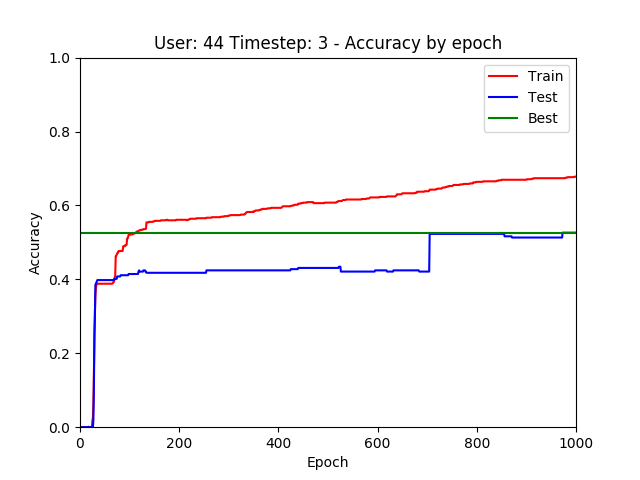 User: 44 Timestep: 3 - Accuracy by epoch
1.0
0.8
0.6
0.4
0.2
0.0
Accuracy
Train
Test
Best
0 200 400 600 800 1000
Epoch